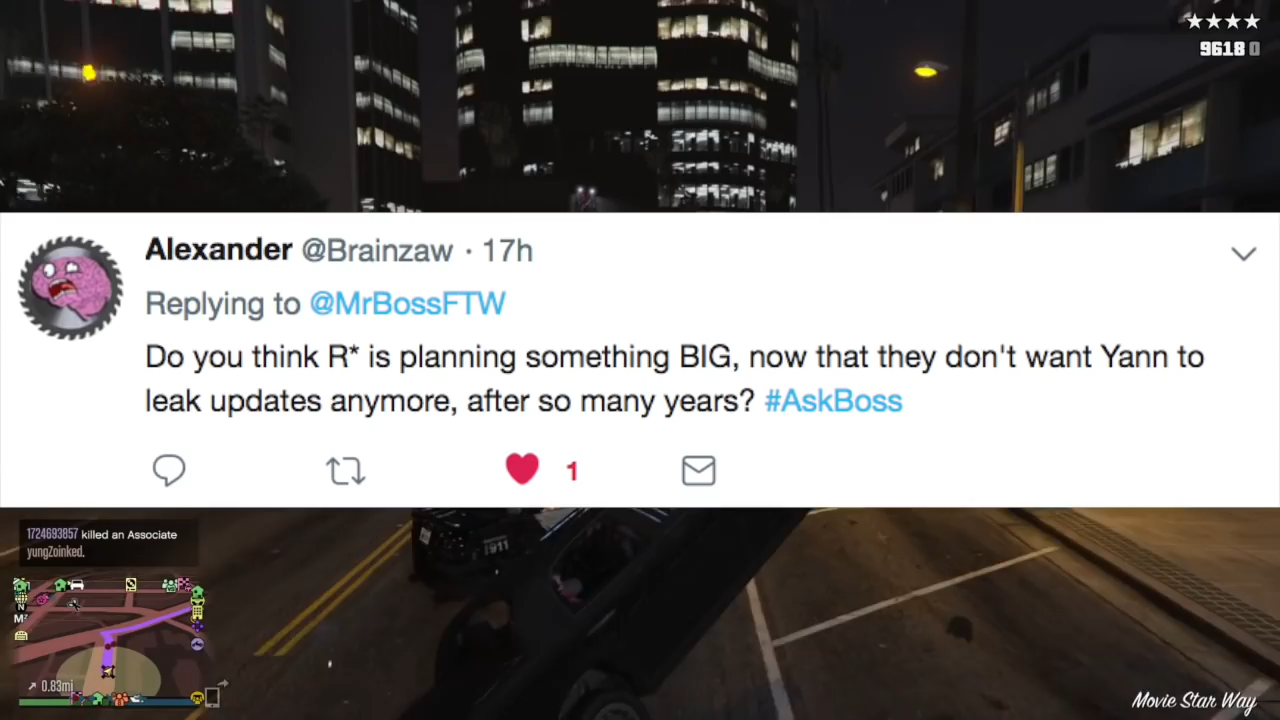 9618 0
Alexander @Brainzaw · 17h
Replying to @MrBossFTW
Do you think R* is planning something BIG, now that they don't want Yann to
leak updates anymore, after so many years? #AskBoss
1
1724693857 killed an Associate
yungZoinked.
N
0.83mi
Movie Star Way